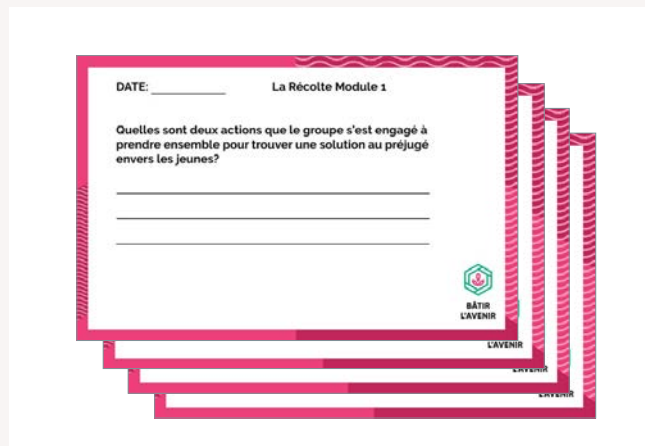 DATE: ____________ La Récolte Module 1
Quelles sont deux actions que le groupe s'est engagé à
prendre ensemble pour trouver une solution au préjugé
envers les jeunes?
BÂTIR
L'AVENIR
L'AVENIR
L'AVENIR
L'AVENIR